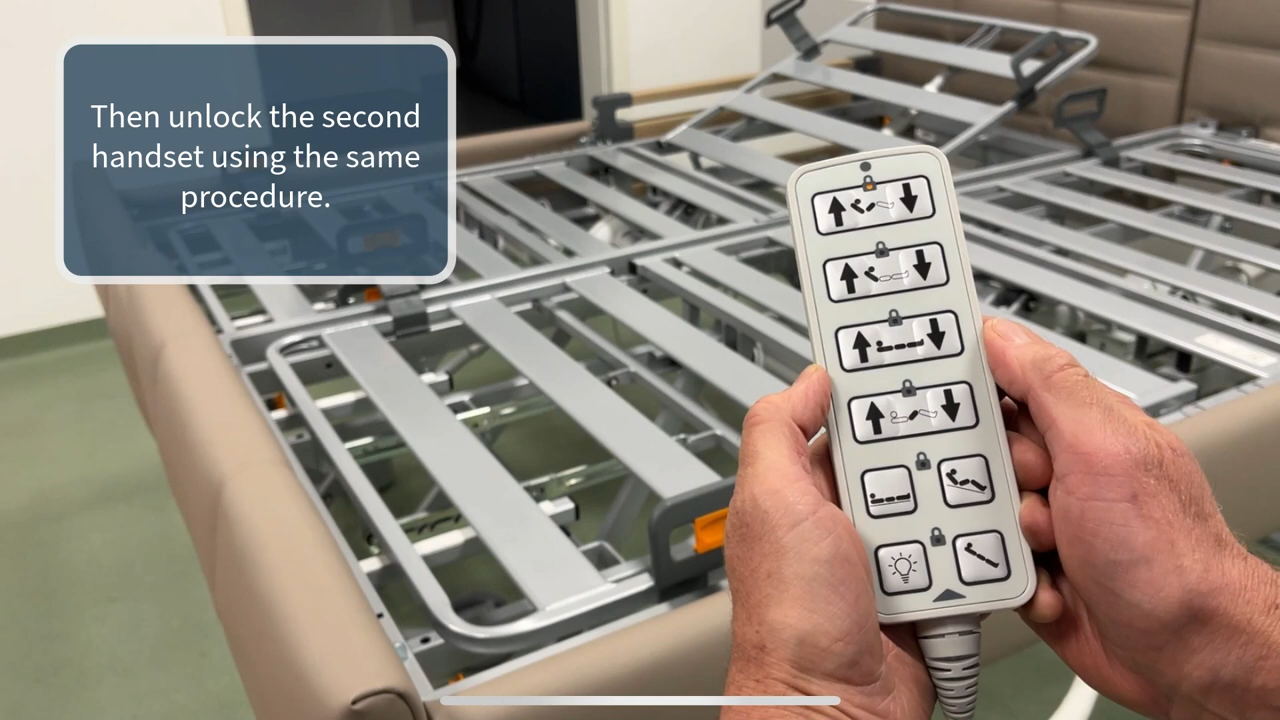 Then unlock the second
handset using the same
procedure.